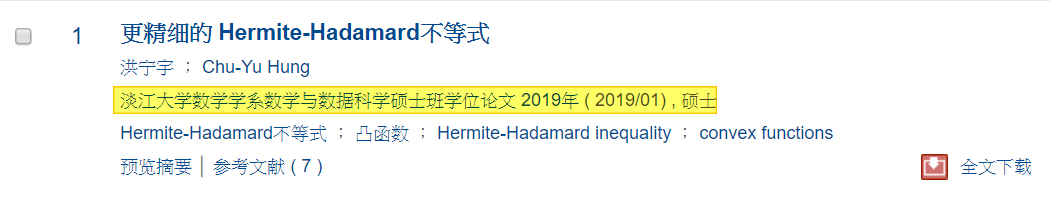 1 更精细的 Hermite-Hadamard不等式
洪宁宇 ; Chu-Yu Hung
淡江大学数学学系数学与数据科学硕士班学位论文 2019年 ( 2019/01) , 硕士
Hermite-Hadamard不等式 ; 凸函数 ; Hermite-Hadamard inequality ; convex functions
预览摘要 │ 参考文献 ( 7 ) 全文下载